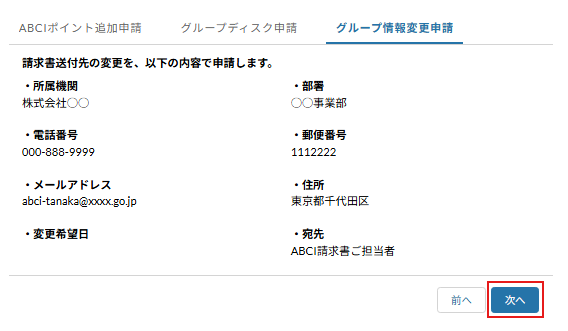 ABCIポイント追加申請 グループディスク申請 グループ情報変更申請
請求書送付先の変更を、以下の内容で申請します。
・所属機関 ・部署
株式会社〇〇 〇〇事業部
・電話番号 ・郵便番号
000-888-9999 1112222
・メールアドレス ・住所
abci-tanaka@xxxx.go.jp 東京都千代田区
・変更希望日 ・宛先
ABCI請求書ご担当者
前へ 次へ